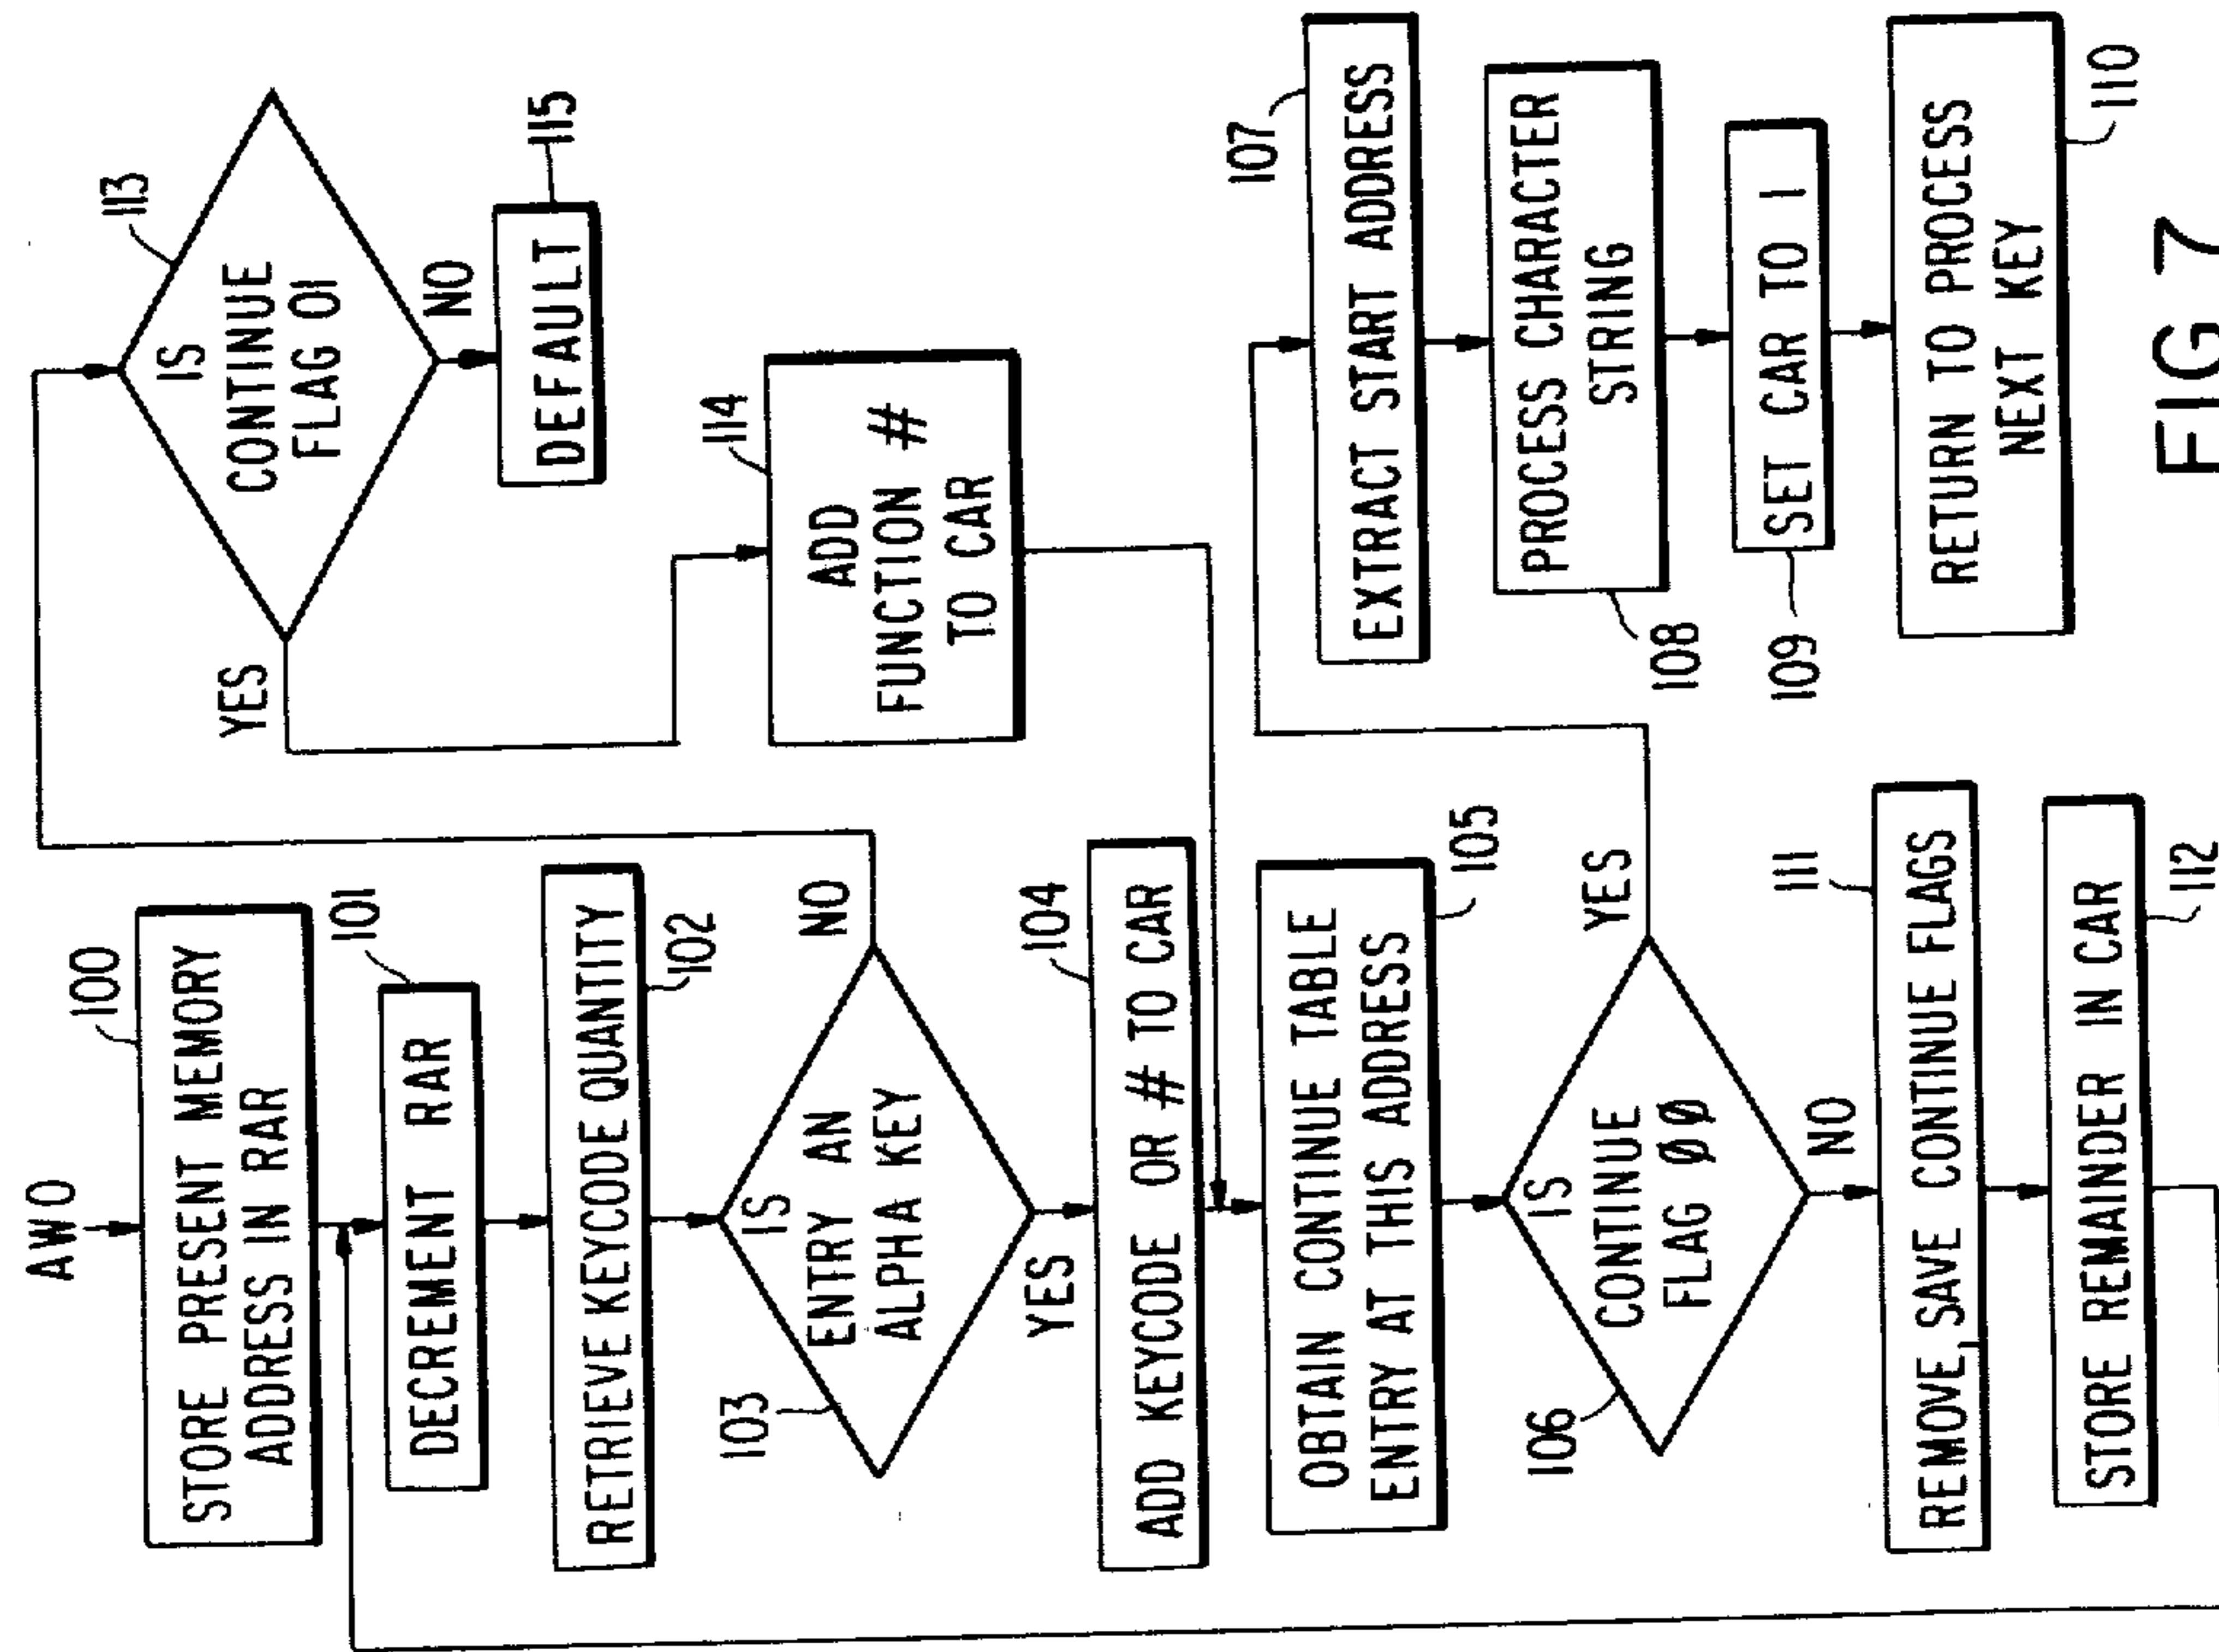 AWO
100
STORE PRESENT MEMORY
ADDRESS IN RAR
101
DECREMENT RAR
RETRIEVE KEYCODE QUANTITY
102
103
IS
ENTRY AN
ALPHA KEY
NO
YES
104
ADD KEYCODE OR # TO CAR
OBTAIN CONTINUE TABLE
ENTRY AT THIS ADDRESS
105
106
IS
CONTINUE
FLAG ØØ
YES
NO
111
REMOVE, SAVE CONTINUE FLAGS
STORE REMAINDER IN CAR
112
113
IS
CONTINUE
FLAG 01
YES
NO
115
DEFAULT
114
ADD
FUNCTION #
TO CAR
107
EXTRACT START ADDRESS
PROCESS CHARACTER
STRING
108
SET CAR TO 1
109
RETURN TO PROCESS
NEXT KEY
110
FIG 7